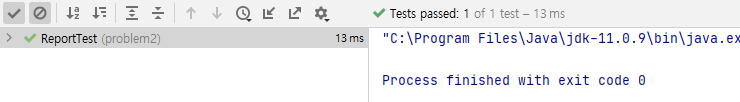 Tests passed: 1 of 1 test – 13 ms
ReportTest (problem2) 13 ms
"C:\Program Files\Java\jdk-11.0.9\bin\java.ex
Process finished with exit code 0